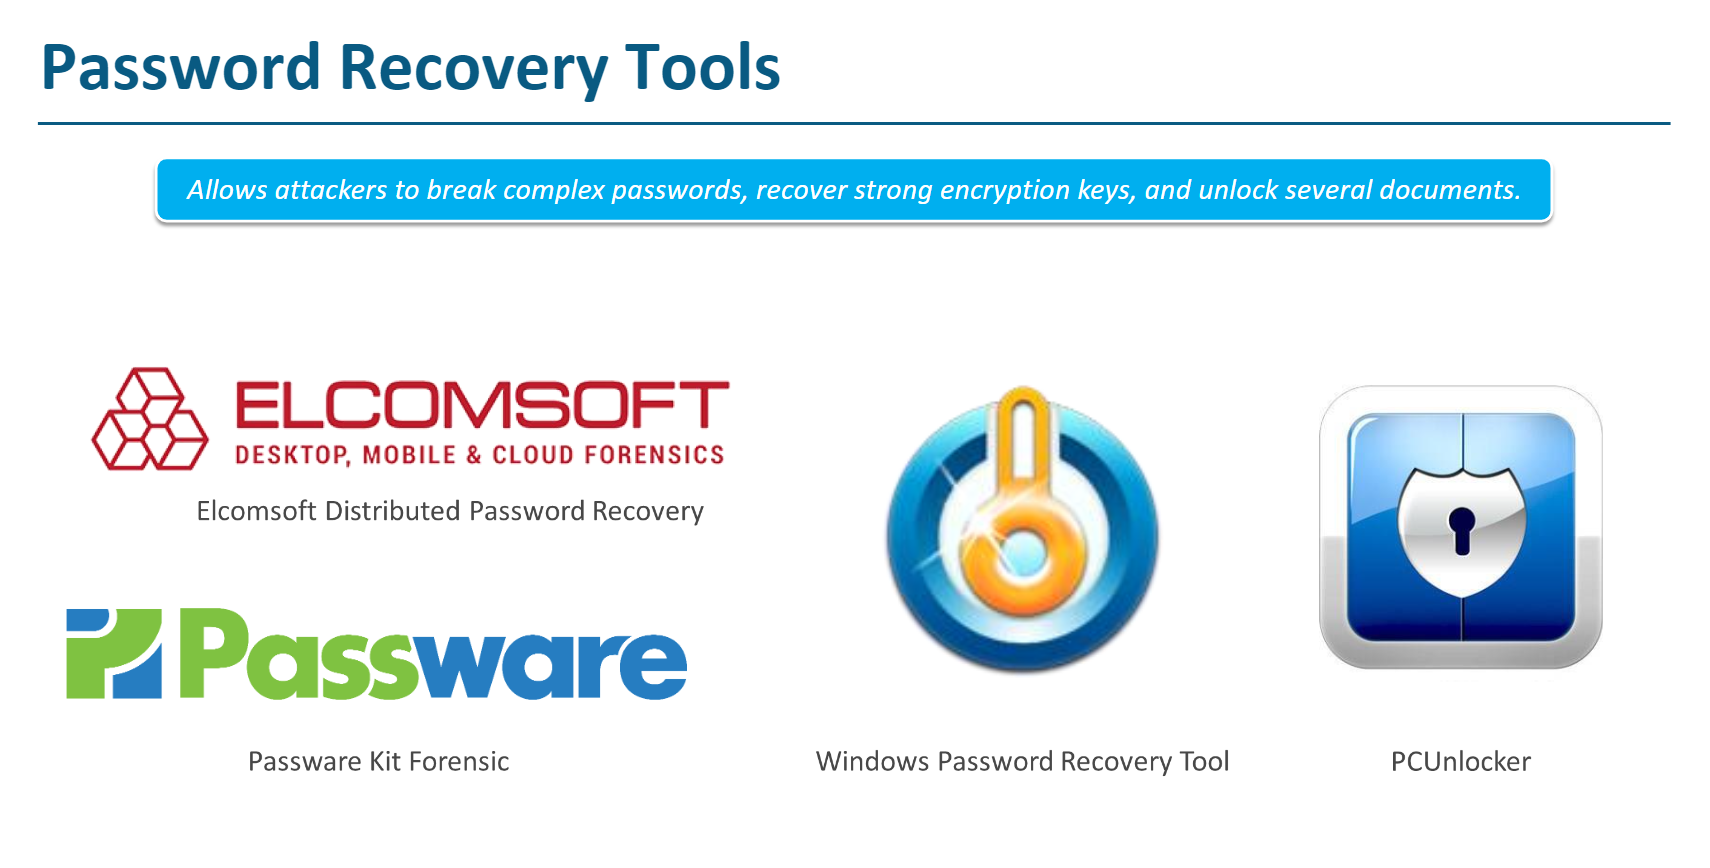 Password Recovery Tools
Allows attackers to break complex passwords, recover strong encryption keys, and unlock several documents.
ELCOMSOFT
DESKTOP, MOBILE & CLOUD FORENSICS
Elcomsoft Distributed Password Recovery
Passware
Passware Kit Forensic
Windows Password Recovery Tool
PCUnlocker